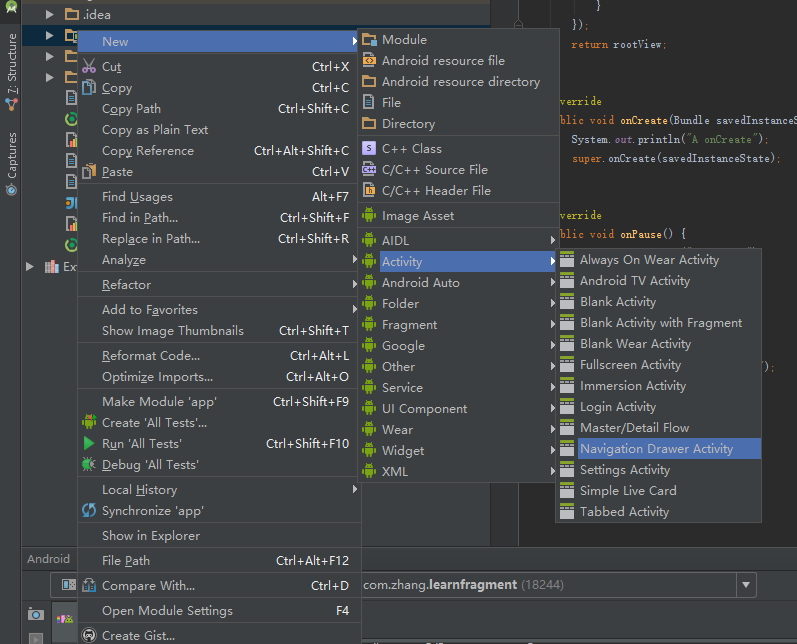 .idea
}
});
return rootView;
verride
blic void onCreate(Bundle savedInstanceS
System.out.println("A onCreate");
super.onCreate(savedInstanceState);
verride
blic void onPause() {
);
Z: Structure
Captures
Ex
New
Cut Ctrl+X
Copy Ctrl+C
Copy Path Ctrl+Shift+C
Copy as Plain Text
Copy Reference Ctrl+Alt+Shift+C
Paste Ctrl+V
Find Usages Alt+F7
Find in Path... Ctrl+Shift+F
Replace in Path... Ctrl+Shift+R
Analyze
Refactor
Add to Favorites
Show Image Thumbnails Ctrl+Shift+T
Reformat Code... Ctrl+Alt+L
Optimize Imports... Ctrl+Alt+O
Make Module 'app' Ctrl+Shift+F9
Create 'All Tests'...
Run 'All Tests' Ctrl+Shift+F10
Debug 'All Tests'
Local History
Synchronize 'app'
Show in Explorer
File Path Ctrl+Alt+F12
Compare With... Ctrl+D
Open Module Settings F4
Create Gist...
Module
Android resource file
Android resource directory
File
Directory
S C++ Class
C++ C/C++ Source File
h C/C++ Header File
Image Asset
AIDL
Activity
Android Auto
Folder
Fragment
Google
Other
Service
UI Component
Wear
Widget
XML
Always On Wear Activity
Android TV Activity
Blank Activity
Blank Activity with Fragment
Blank Wear Activity
Fullscreen Activity
Immersion Activity
Login Activity
Master/Detail Flow
Navigation Drawer Activity
Settings Activity
Simple Live Card
Tabbed Activity
Android
com.zhang.learnfragment (18244)